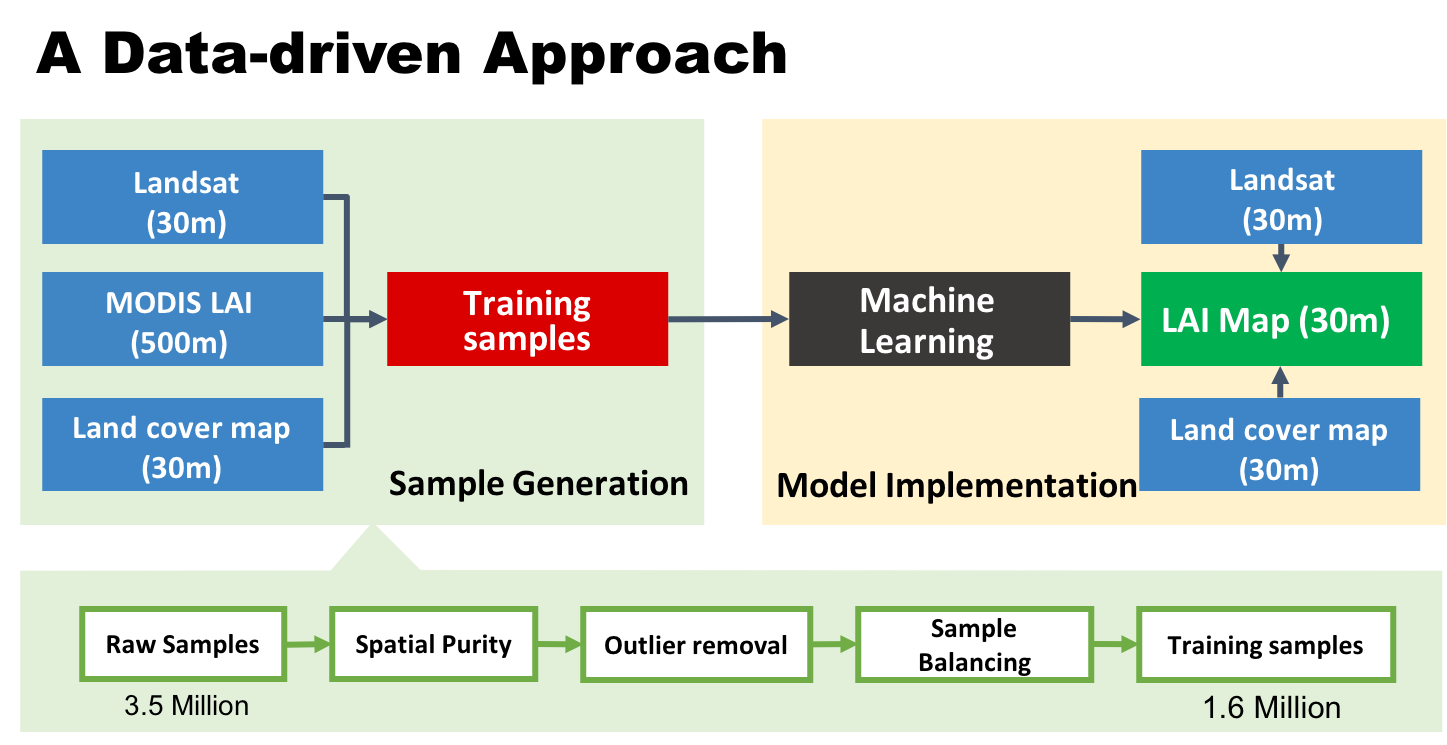 A Data-driven Approach
Landsat
(30m)
MODIS LAI
(500m)
Land cover map
(30m)
Training
samples
Sample Generation
Machine
Learning
Landsat
(30m)
LAI Map (30m)
Land cover map
(30m)
Model Implementation
Raw Samples
3.5 Million
Spatial Purity
Outlier removal
Sample
Balancing
Training samples
1.6 Million